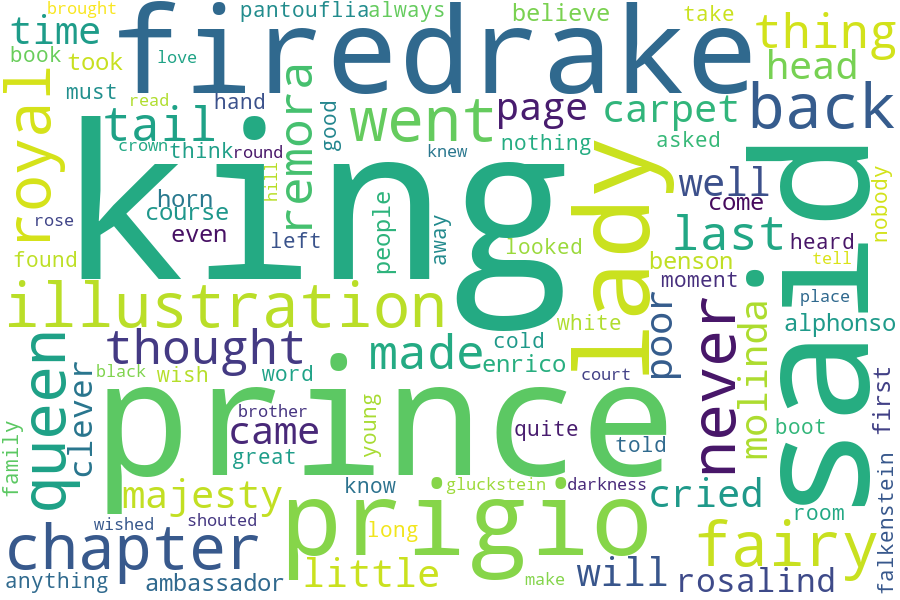 brought
pantouflia
always
believe
take
time
firedrake
thing
book
took
love
head
royal
must
read
hand
good
page
carpet
back
tail
crown
think
round
remora
went
knew
nothing
asked
king
lady
said
horn
course
even
hill
people
away
well
come
nobody
rose
left
looked
last
heard
found
benson
tell
moment
illustration
white
poor
never
molinda
place
alphonso
queen
thought
made
cold
enrico
court
clever
black
wish
word
prince
first
family
brother
came
young
quite
told
boot
great
majesty
know
gluckstein
darkness
cried
room
falkenstein
chapter
wished
shouted
prigio
long
fairy
anything
ambassador
little
make
will
rosalind